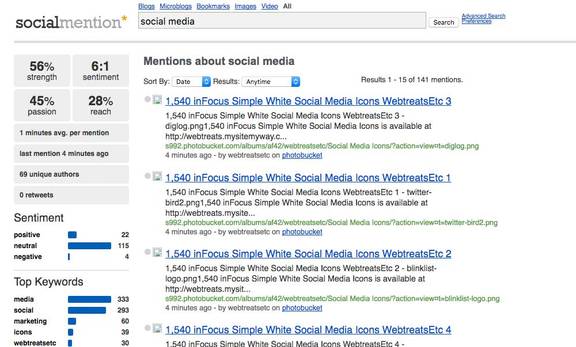 Blogs Microblogs Bookmarks Images Video All
socialmention*
social media
Search
Advanced Search
Preferences
56% strength
6:1 sentiment
45% passion
28% reach
1 minutes avg. per mention
last mention 4 minutes ago
69 unique authors
0 retweets
Sentiment
positive 22
neutral 115
negative 4
Top Keywords
media 333
social 293
marketing 60
icons 39
webtreatsetc 30
Mentions about social media
Sort By: Date Results: Anytime
Results 1 - 15 of 141 mentions.
1,540 inFocus Simple White Social Media Icons WebtreatsEtc 3
1,540 inFocus Simple White Social Media Icons WebtreatsEtc 3 -
diglog.png1,540 inFocus Simple White Social Media Icons is available at
http://webtreats.mysitemyway.c...
s992.photobucket.com/albums/af42/webtreatsetc/Social Media Icons/?action=view&current=diglog.png
4 minutes ago - by webtreatsetc on photobucket
1,540 inFocus Simple White Social Media Icons WebtreatsEtc 1
1,540 inFocus Simple White Social Media Icons WebtreatsEtc 1 - twitter-
bird2.png1,540 inFocus Simple White Social Media Icons is available at
http://webtreats.mysite...
s992.photobucket.com/albums/af42/webtreatsetc/Social Media Icons/?action=view&current=twitter-bird2.png
4 minutes ago - by webtreatsetc on photobucket
1,540 inFocus Simple White Social Media Icons WebtreatsEtc 2
1,540 inFocus Simple White Social Media Icons WebtreatsEtc 2 - blinklist-
logo.png1,540 inFocus Simple White Social Media Icons is available at
http://webtreats.mysit...
s992.photobucket.com/albums/af42/webtreatsetc/Social Media Icons/?action=view&current=blinklist-logo.png
4 minutes ago - by webtreatsetc on photobucket
1,540 inFocus Simple White Social Media Icons WebtreatsEtc 4
1,540 inFocus Simple White Social Media Icons WebtreatsEtc 4 -